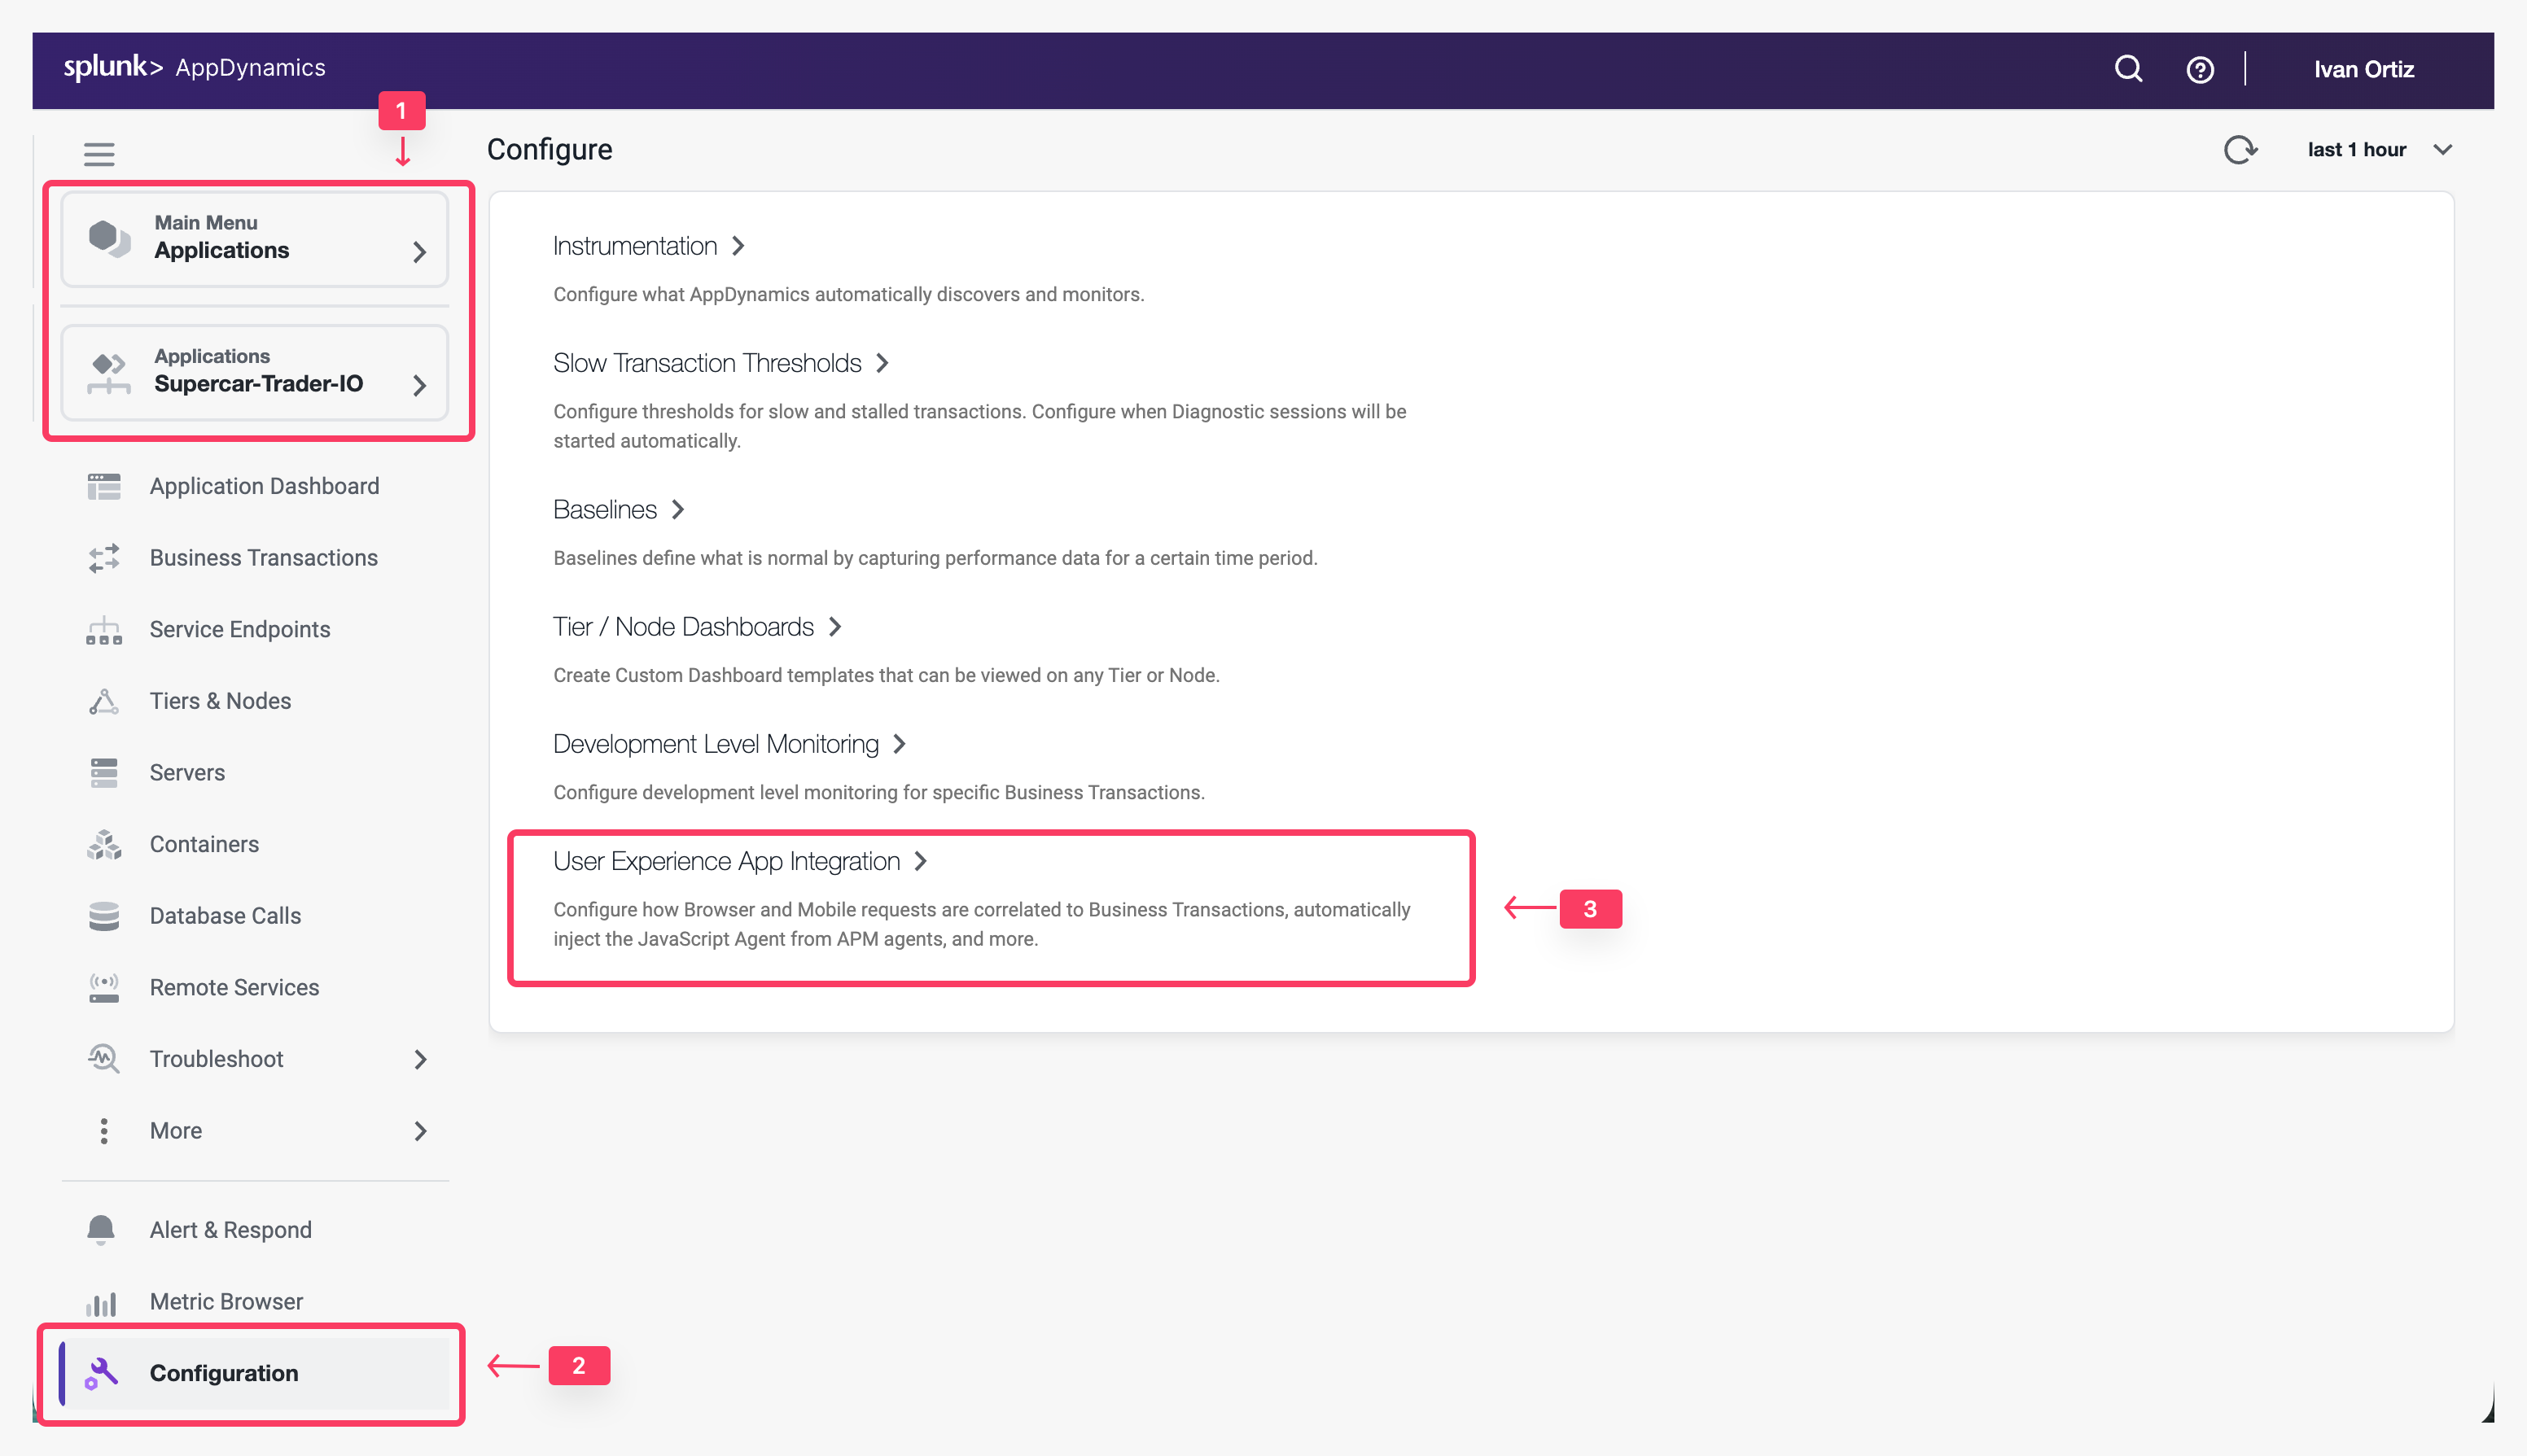 splunk> AppDynamics
Ivan Ortiz
1
Configure
last 1 hour
Main Menu
Applications
Applications
Supercar-Trader-IO
Application Dashboard
Business Transactions
Service Endpoints
Tiers & Nodes
Servers
Containers
Database Calls
Remote Services
Troubleshoot
More
Alert & Respond
Metric Browser
Configuration
2
Instrumentation
Configure what AppDynamics automatically discovers and monitors.
Slow Transaction Thresholds
Configure thresholds for slow and stalled transactions. Configure when Diagnostic sessions will be
started automatically.
Baselines
Baselines define what is normal by capturing performance data for a certain time period.
Tier / Node Dashboards
Create Custom Dashboard templates that can be viewed on any Tier or Node.
Development Level Monitoring
Configure development level monitoring for specific Business Transactions.
User Experience App Integration
Configure how Browser and Mobile requests are correlated to Business Transactions, automatically
inject the JavaScript Agent from APM agents, and more.
3